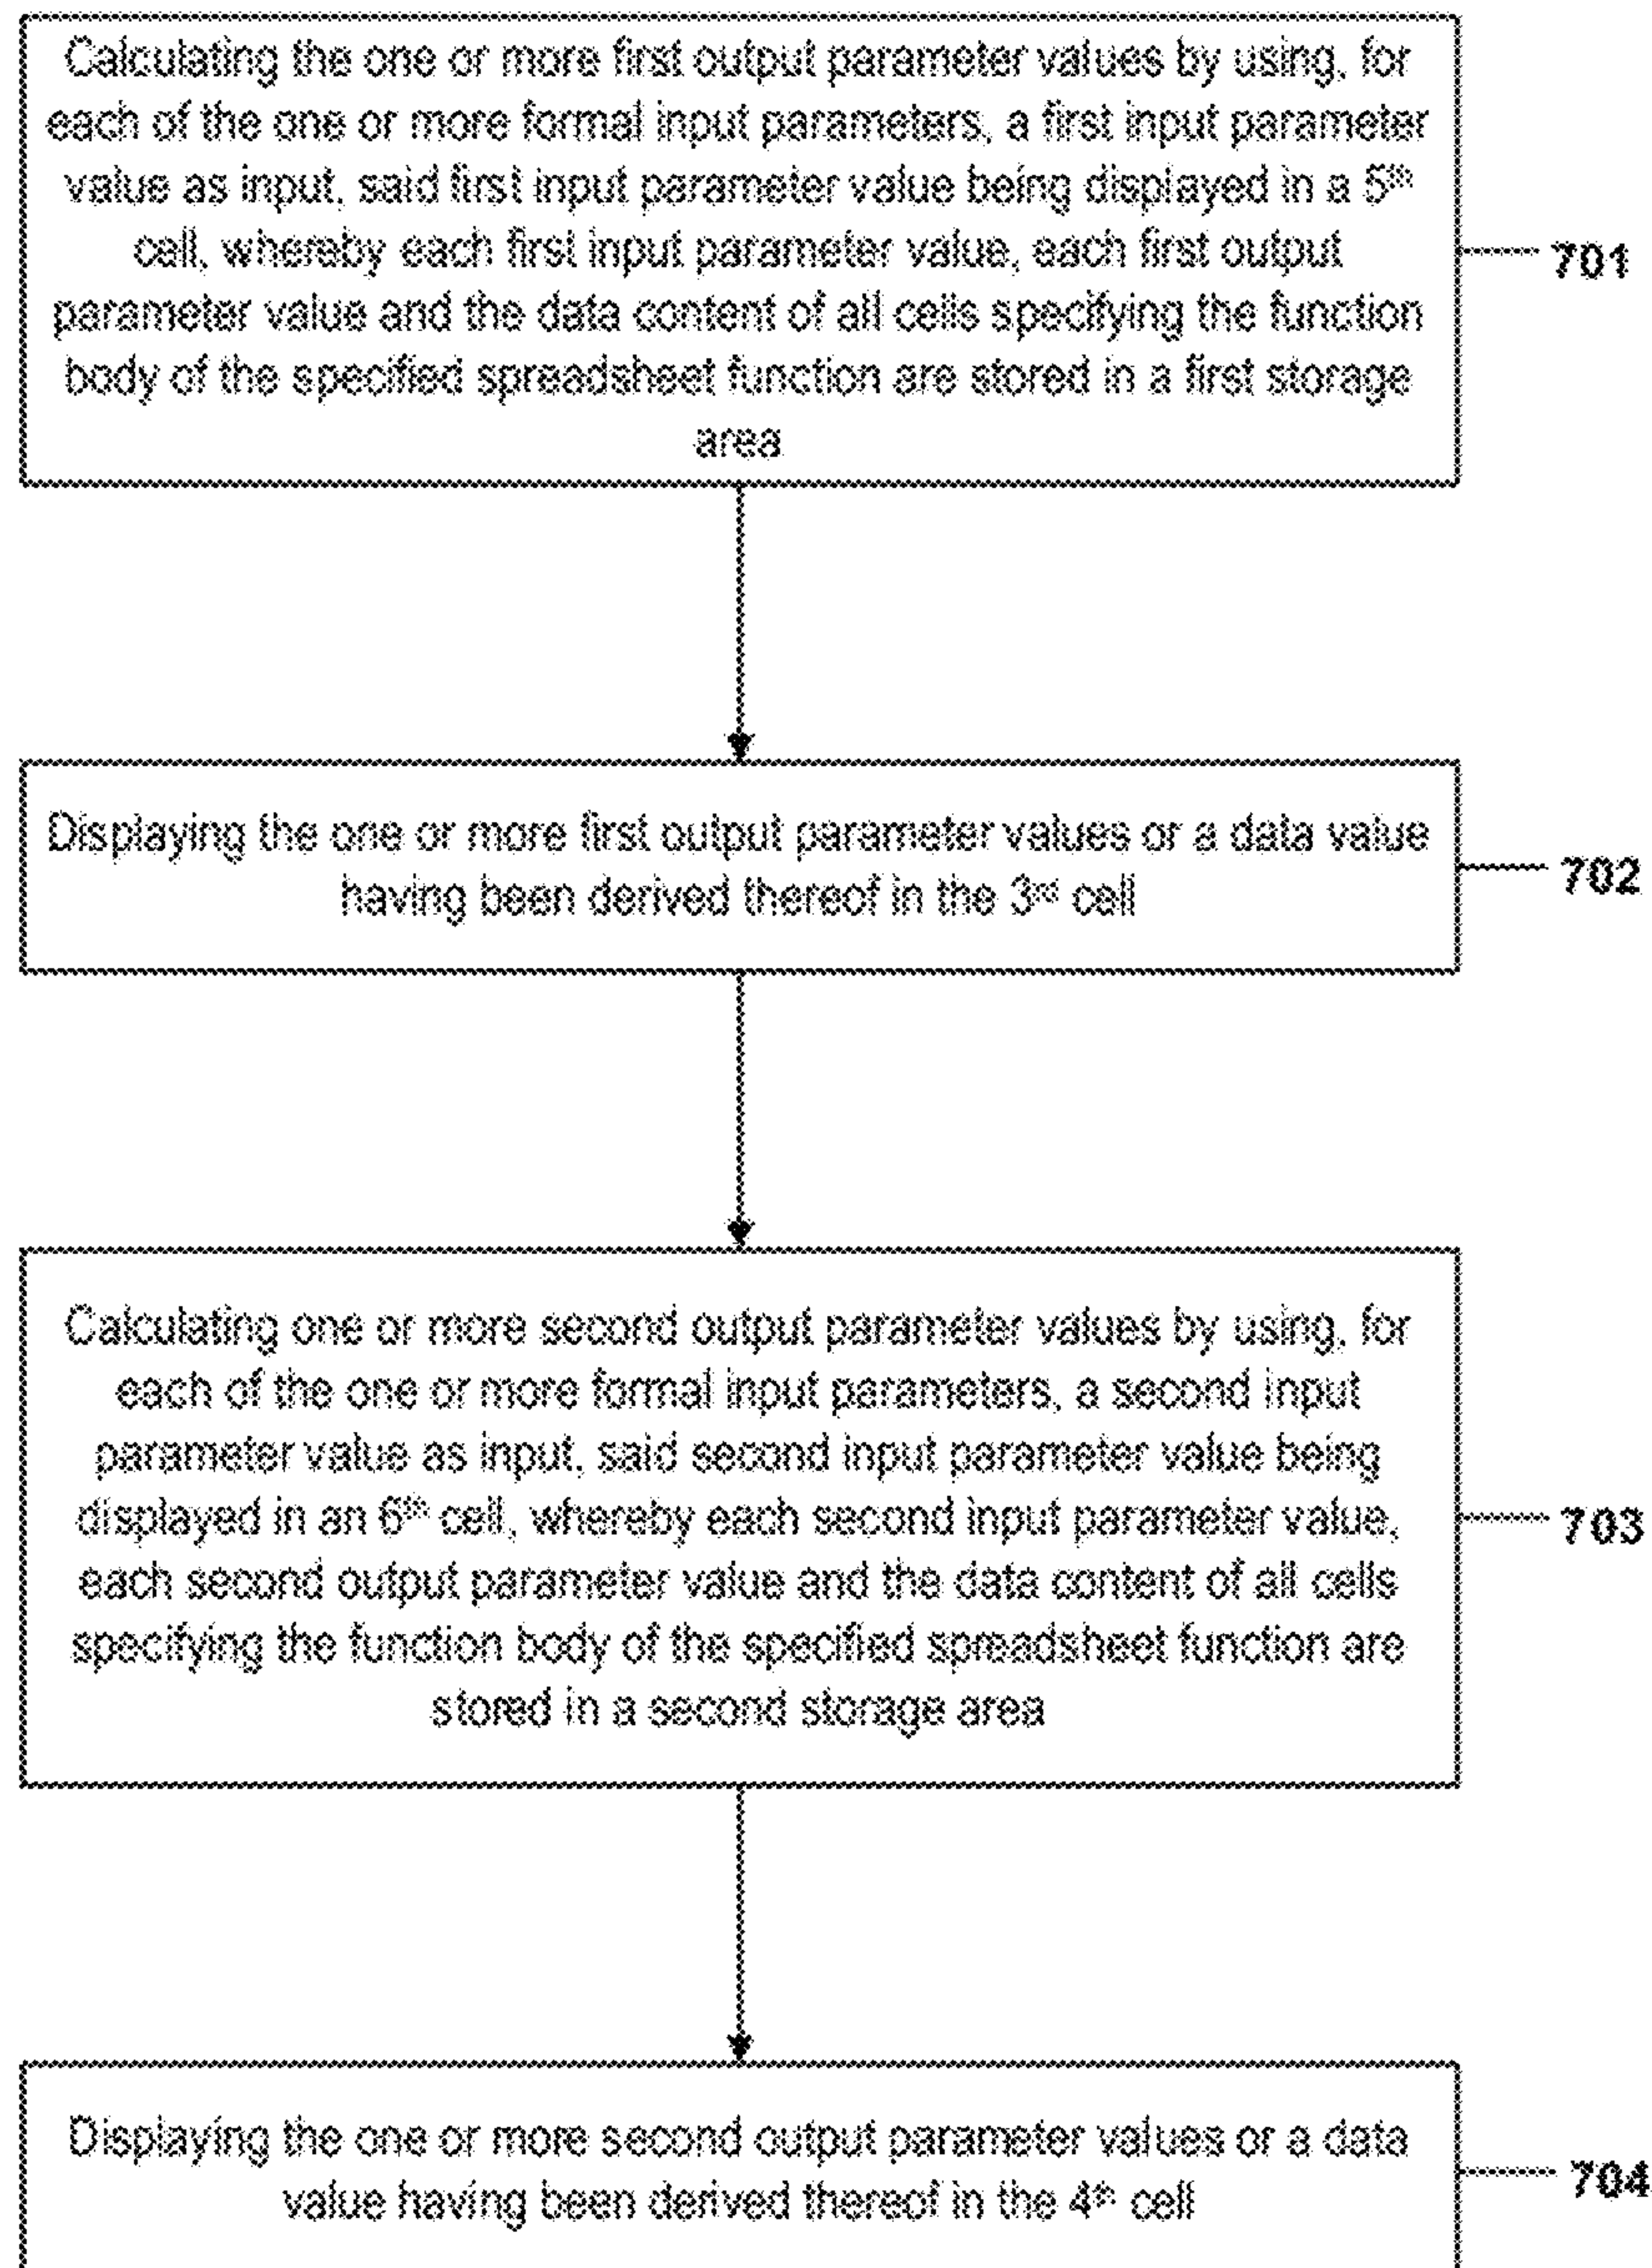 Calculating the one or more first output parameter values by using, for
each of the one or more formal input parameters, a first input parameter
value as input, said first input parameter value being displayed in a 5th
cell, whereby each first input parameter value, each first output
parameter value and the data content of all cells specifying the function
body of the specified spreadsheet function are stored in a first storage
area
701
Displaying the one or more first output parameter values or a data value
having been derived thereof in the 3rd cell
702
Calculating one or more second output parameter values by using, for
each of the one or more formal input parameters, a second input
parameter value as input, said second input parameter value being
displayed in an 6th cell, whereby each second input parameter value,
each second output parameter value and the data content of all cells
specifying the function body of the specified spreadsheet function are
stored in a second storage area
703
Displaying the one or more second output parameter values or a data
value having been derived thereof in the 4th cell
704